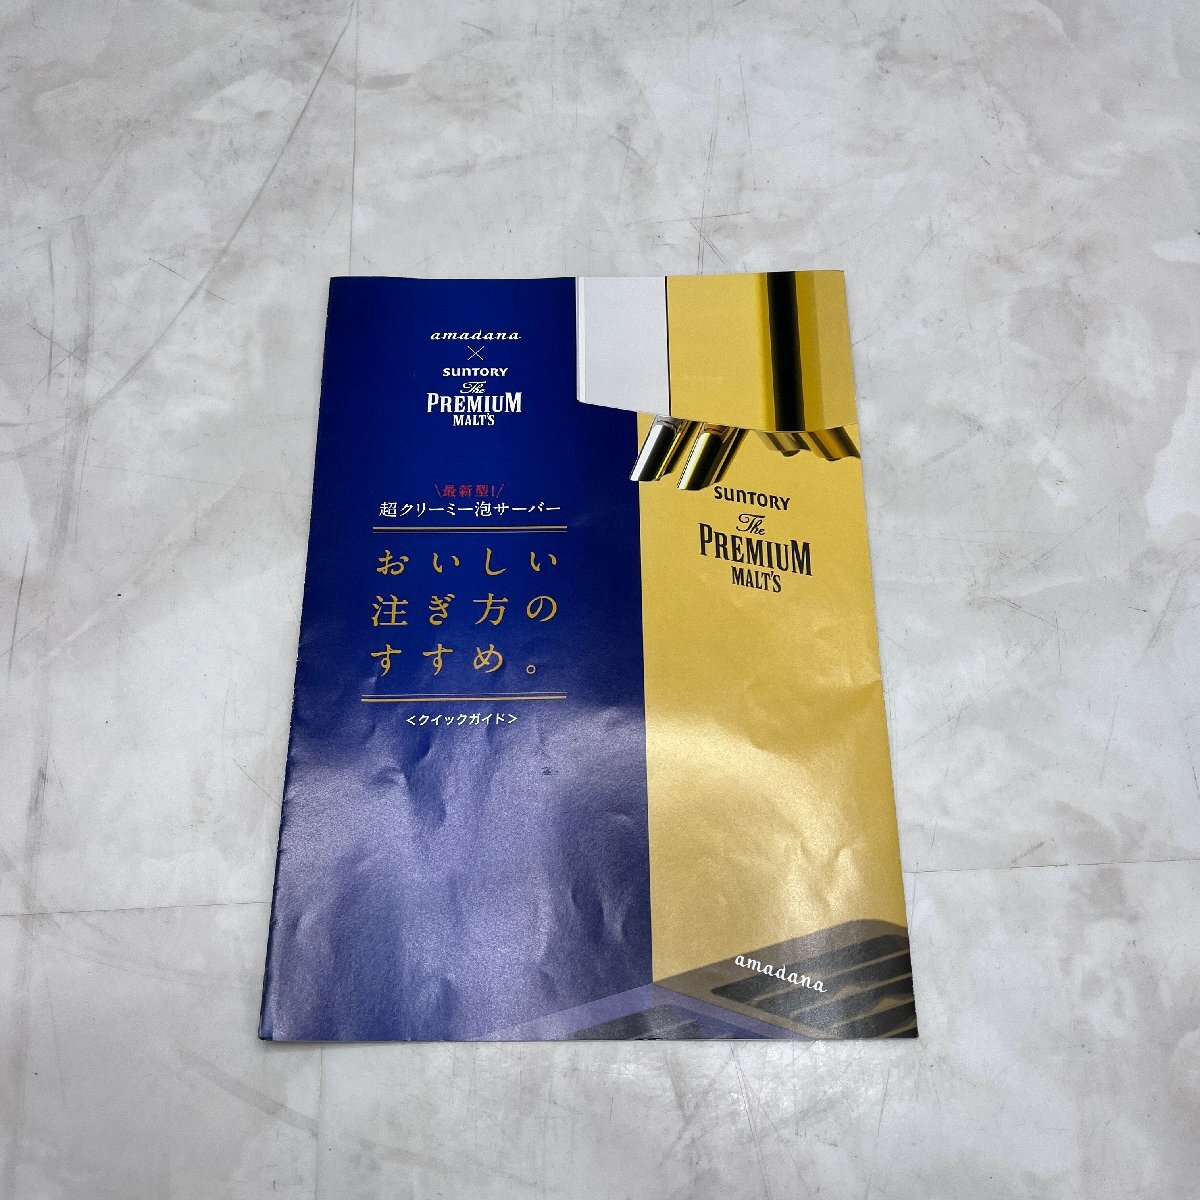 amadana
×
SUNTORY
The
PREMIUM
MALT'S
\最新型!/
超クリーミー泡サーバー
おいしい
注ぎ方の
すすめ。
<クイックガイド>
SUNTORY
The
PREMIUM
MALT'S
amadana